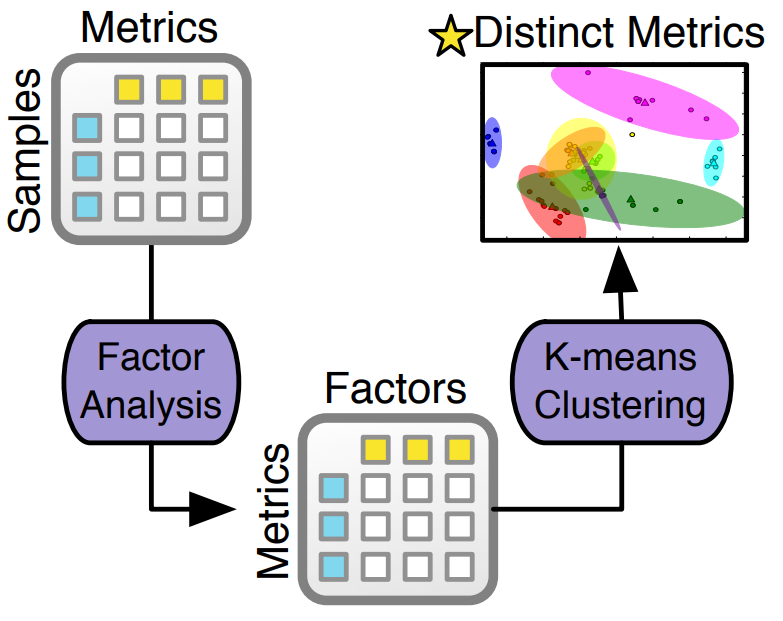 Metrics
Samples
Distinct Metrics
Factor
Analysis
K-means
Clustering
Factors
Metrics